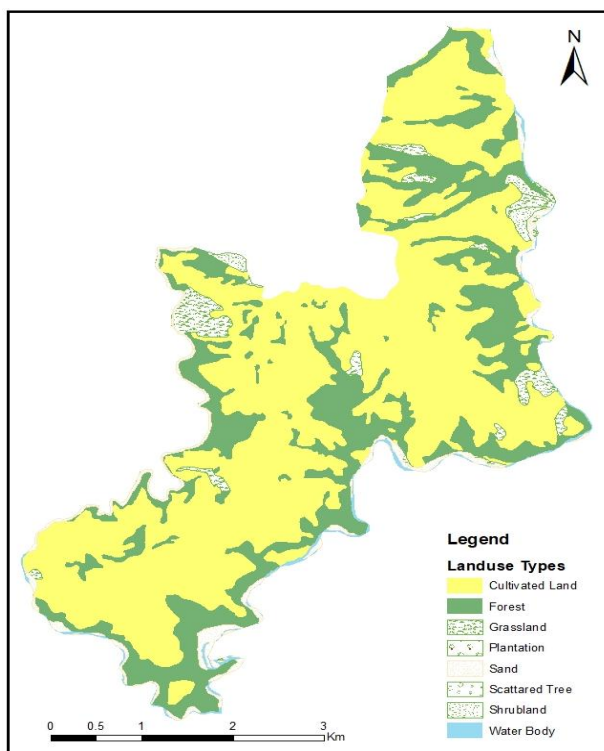 N
Legend
Landuse Types
Cultivated Land
Forest
Grassland
Plantation
Sand
Scattared Tree
Shrubland
Water Body
0 0.5 1 2 3
Km